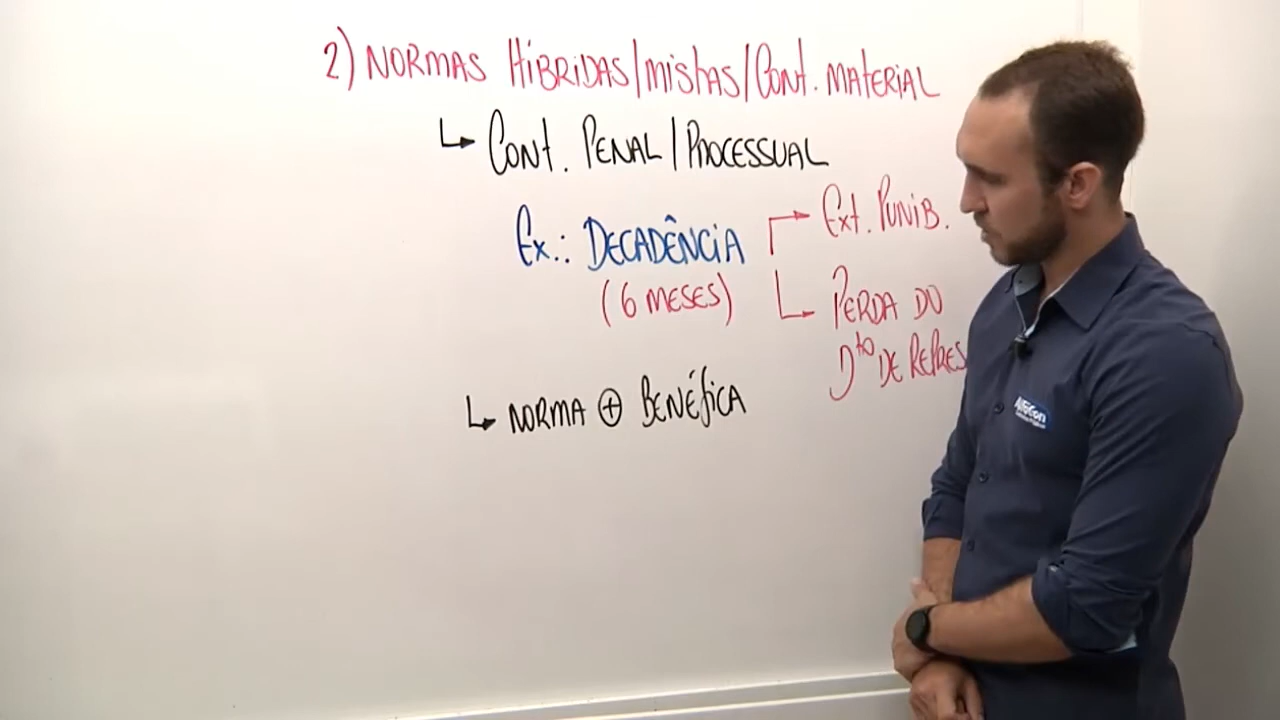 2) NORMAS HÍBRIDAS/mistas/Cont. MATERIAL
↳ Cont. PENAL/PROCESSUAL
Ex.: DECADÊNCIA
(6 MESES)
Ext. PUNIB.
PERDA DO
Dto DE REPRES
↳ NORMA ⊕ BENÉfiCA
AlfaCon